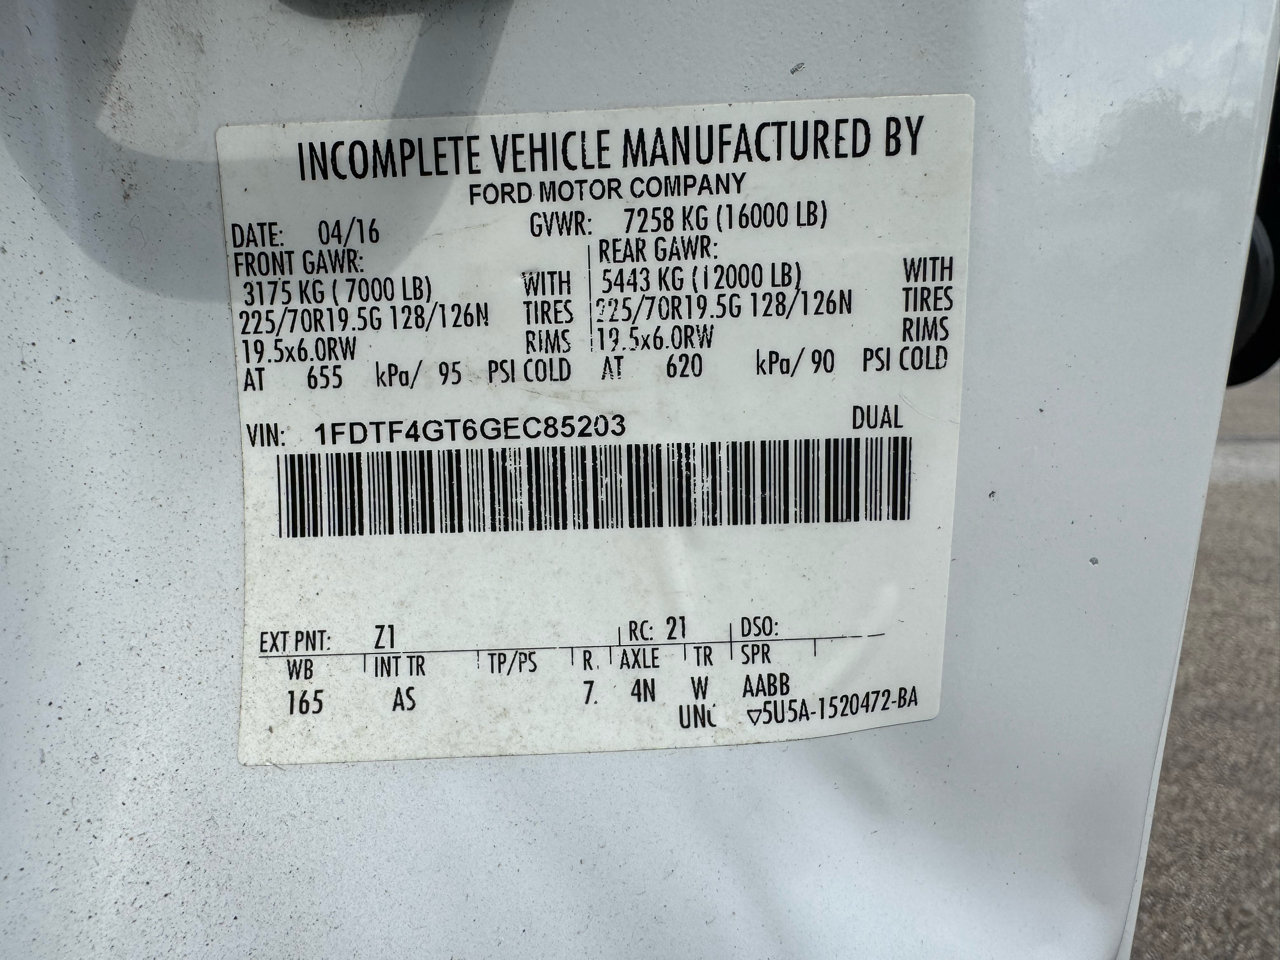 INCOMPLETE VEHICLE MANUFACTURED BY
FORD MOTOR COMPANY
DATE: 04/16 GVWR: 7258 KG (16000 LB)
FRONT GAWR: REAR GAWR:
3175 KG ( 7000 LB) WITH 5443 KG (12000 LB) WITH
225/70R19.5G 128/126N TIRES 225/70R19.5G 128/126N TIRES
19.5x6.0RW RIMS 19.5x6.0RW RIMS
AT 655 kPa/ 95 PSI COLD AT 620 kPa/ 90 PSI COLD
VIN: 1FDTF4GT6GEC85203 DUAL
EXT PNT: Z1 RC: 21 DSO:
WB INT TR TP/PS R. AXLE TR SPR
165 AS 7. 4N W AABB
▽5U5A-1520472-BA